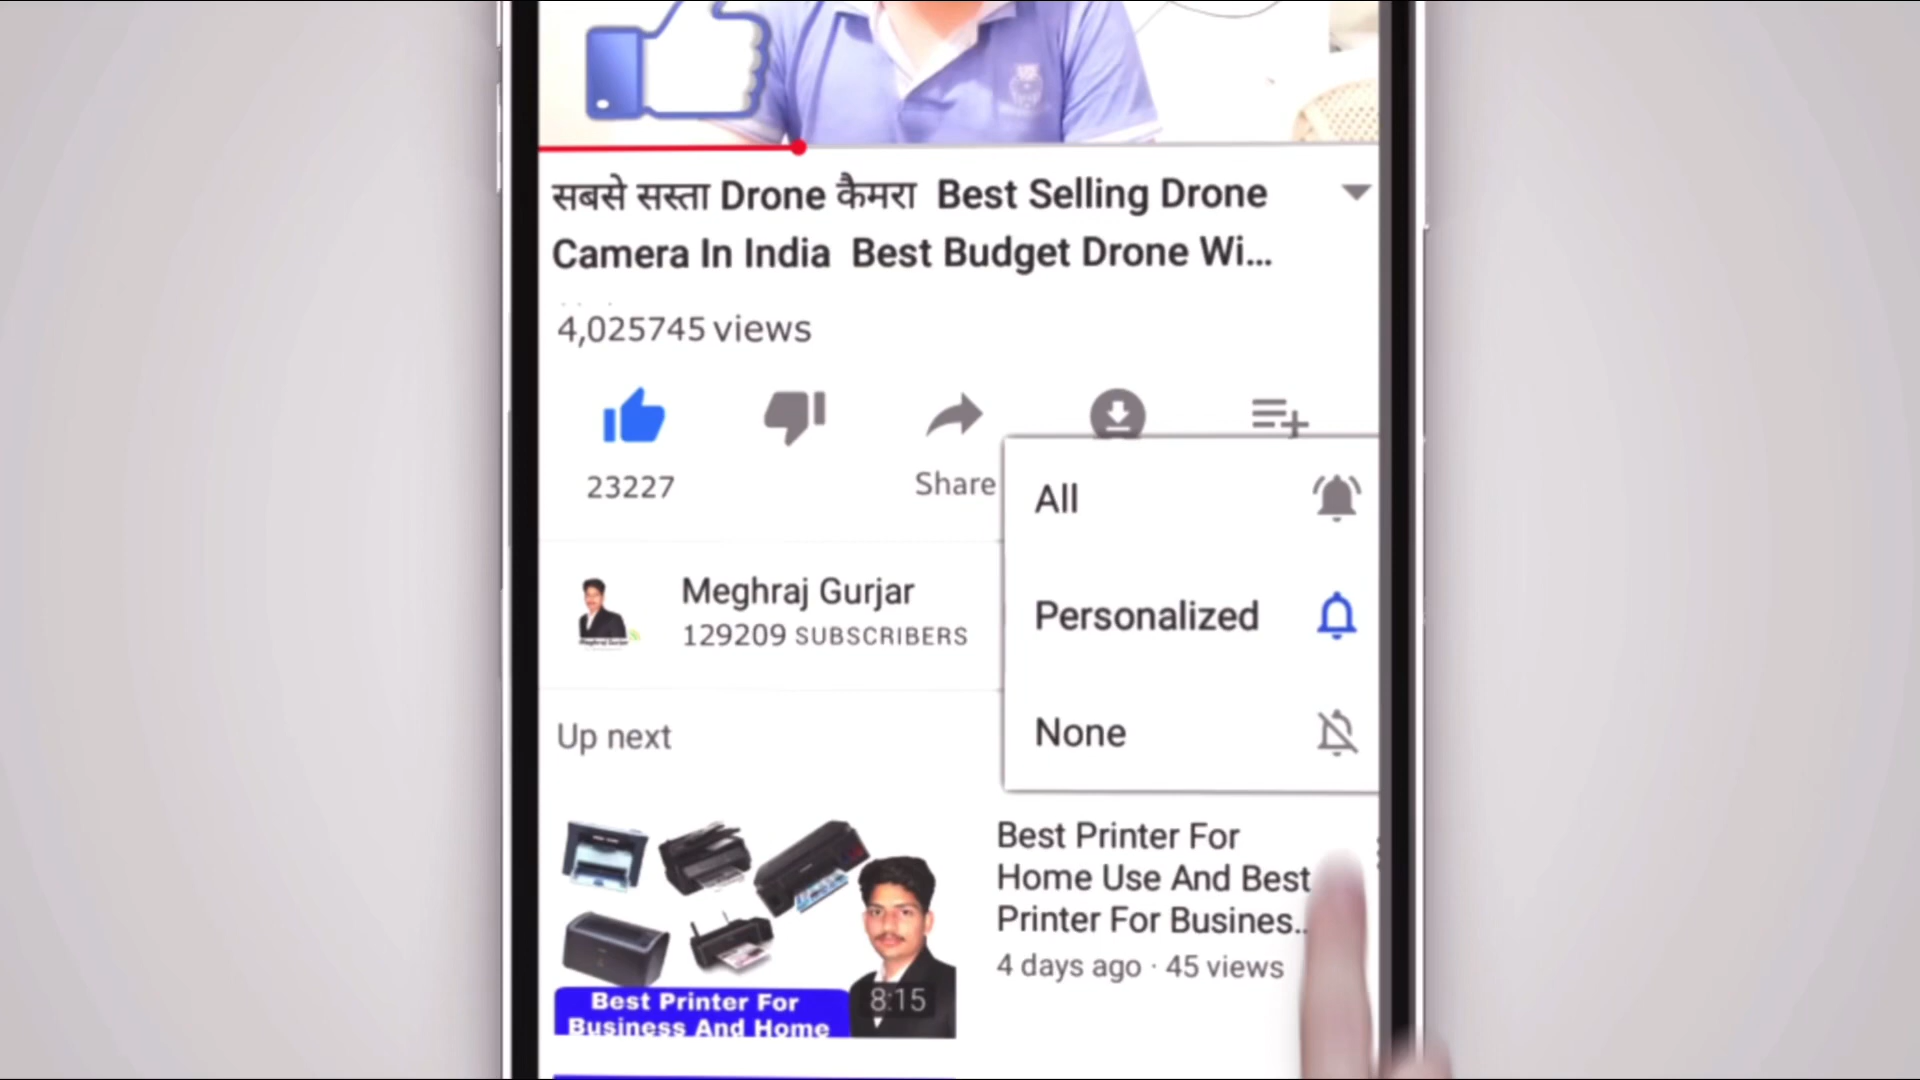 सबसे सस्ता Drone कैमरा Best Selling Drone
Camera In India Best Budget Drone Wi...
4,025745 views
23227
Share
All
Personalized
None
Meghraj Gurjar
129209 SUBSCRIBERS
Up next
Best Printer For
Business And Home
8:15
Best Printer For
Home Use And Best
Printer For Busines..
4 days ago · 45 views